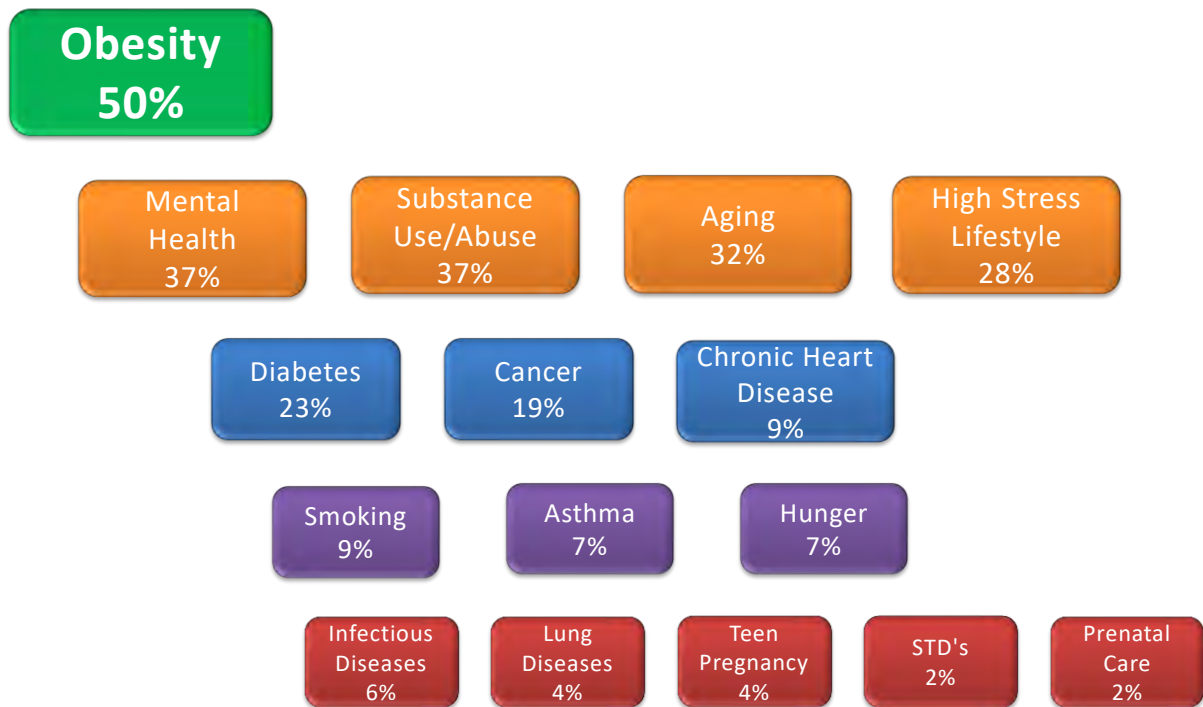 Obesity
50%
Mental
Health
37%
Substance
Use/Abuse
37%
Aging
32%
High Stress
Lifestyle
28%
Diabetes
23%
Cancer
19%
Chronic Heart
Disease
9%
Smoking
9%
Asthma
7%
Hunger
7%
Infectious
Diseases
6%
Lung
Diseases
4%
Teen
Pregnancy
4%
STD's
2%
Prenatal
Care
2%